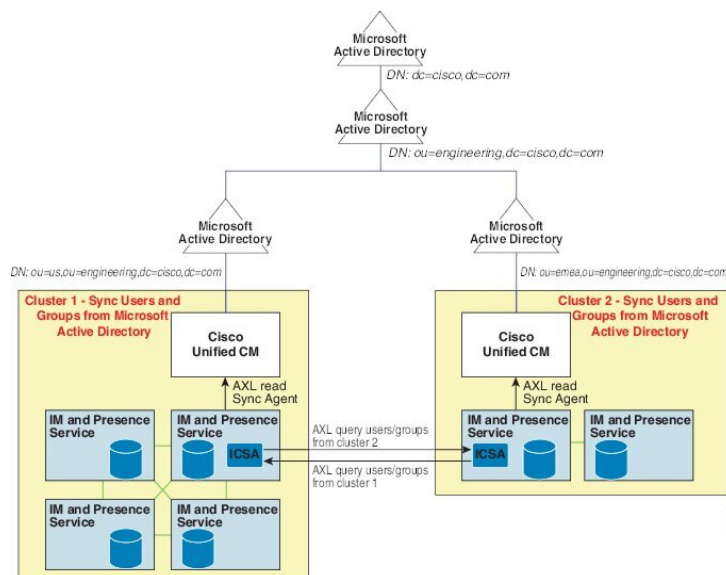 Microsoft
Active Directory
DN: dc=cisco,dc=com
Microsoft
Active Directory
DN: ou=engineering,dc=cisco,dc=com
Microsoft
Active Directory
Microsoft
Active Directory
DN: ou=us,ou=engineering,dc=cisco,dc=com
DN: ou=emea,ou=engineering,dc=cisco,dc=com
Cluster 1 - Sync Users and
Groups from Microsoft
Active Directory
Cisco
Unified CM
AXL read
Sync Agent
IM and Presence
Service
IM and Presence
Service
ICSA
IM and Presence
Service
IM and Presence
Service
AXL query users/groups
from cluster 2
AXL query users/groups
from cluster 1
Cluster 2 - Sync Users and
Groups from Microsoft
Active Directory
Cisco
Unified CM
AXL read
Sync Agent
IM and Presence
Service
ICSA
IM and Presence
Service